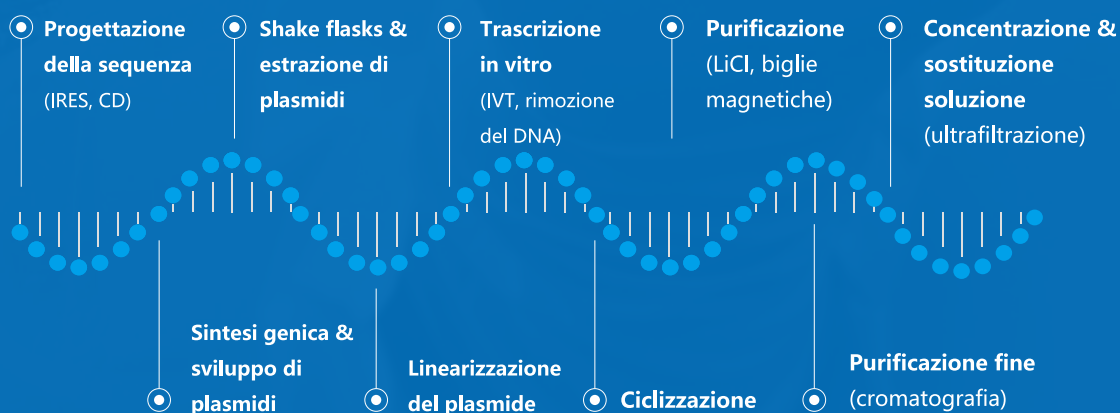 Progettazione
della sequenza
(IRES, CD)
Shake flasks &
estrazione di
plasmidi
Trascrizione
in vitro
(IVT, rimozione
del DNA)
Purificazione
(LiCl, biglie
magnetiche)
Concentrazione &
sostituzione
soluzione
(ultrafiltrazione)
Sintesi genica &
sviluppo di
plasmidi
Linearizzazione
del plasmide
Ciclizzazione
Purificazione fine
(cromatografia)